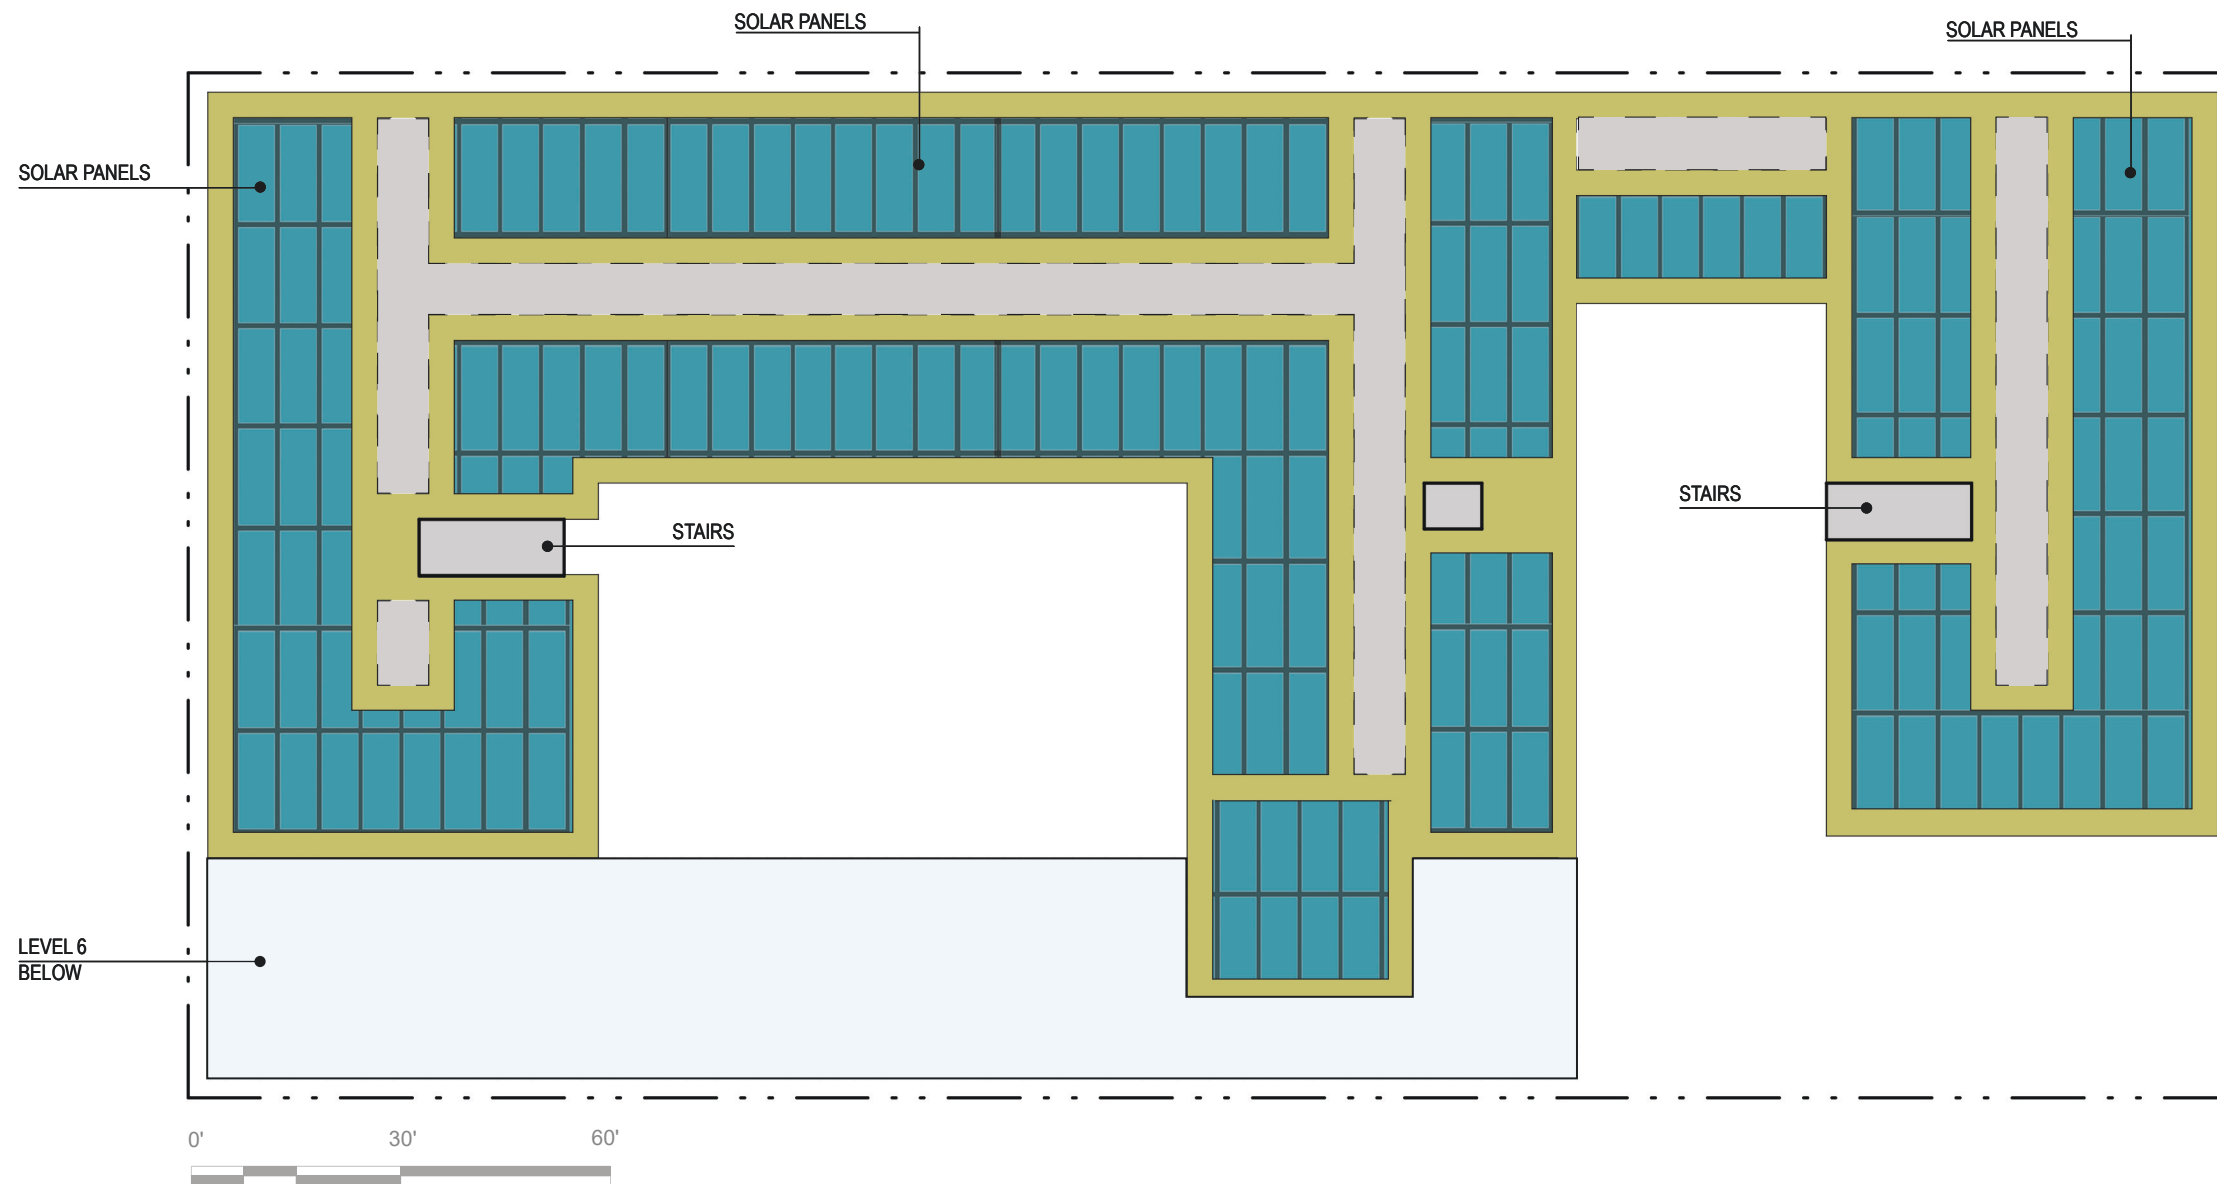 SOLAR PANELS
SOLAR PANELS
SOLAR PANELS
STAIRS
STAIRS
LEVEL 6
BELOW
0' 30' 60'